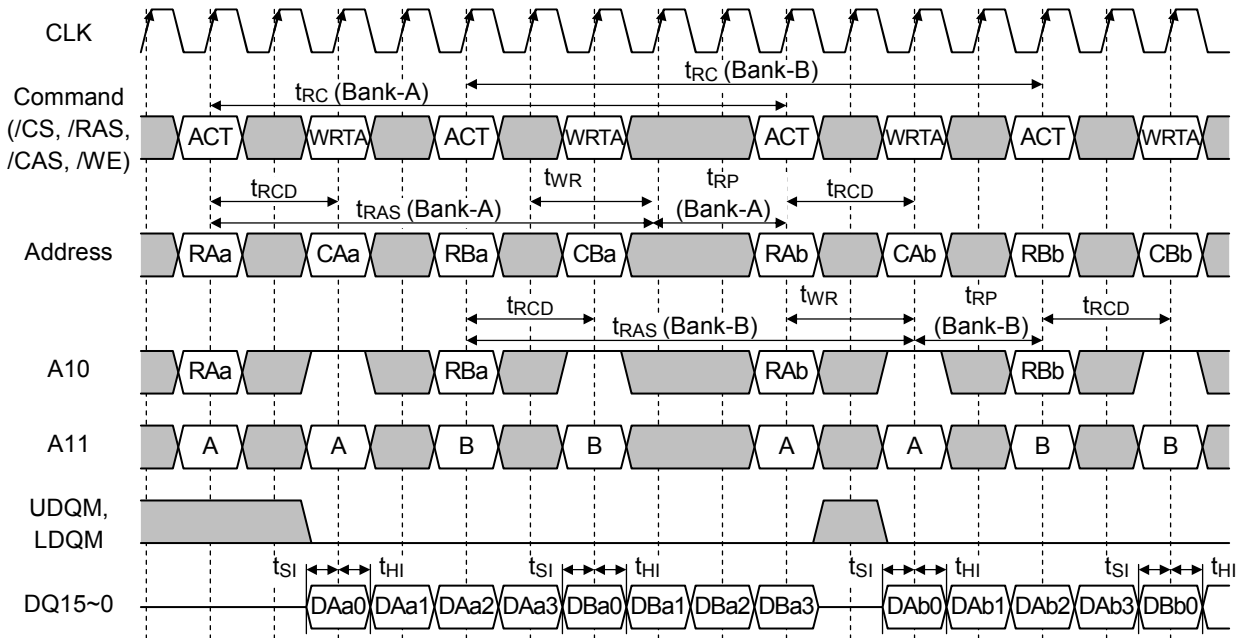 CLK
tRC (Bank-B)
tRC (Bank-A)
Command
(/CS, /RAS,
/CAS, /WE)
ACT WRTA ACT WRTA ACT WRTA ACT WRTA
tRCD tWR tRP tRCD
tRAS (Bank-A) (Bank-A)
Address RAa CAa RBa CBa RAb CAb RBb CBb
tRCD tWR tRP tRCD
tRAS (Bank-B) (Bank-B)
A10 RAa RBa RAb RBb
A11 A A B B A A B B
UDQM,
LDQM
tSI tHI tSI tHI tSI tHI tSI tHI
DQ15~0 DAa0 DAa1 DAa2 DAa3 DBa0 DBa1 DBa2 DBa3 DAb0 DAb1 DAb2 DAb3 DBb0